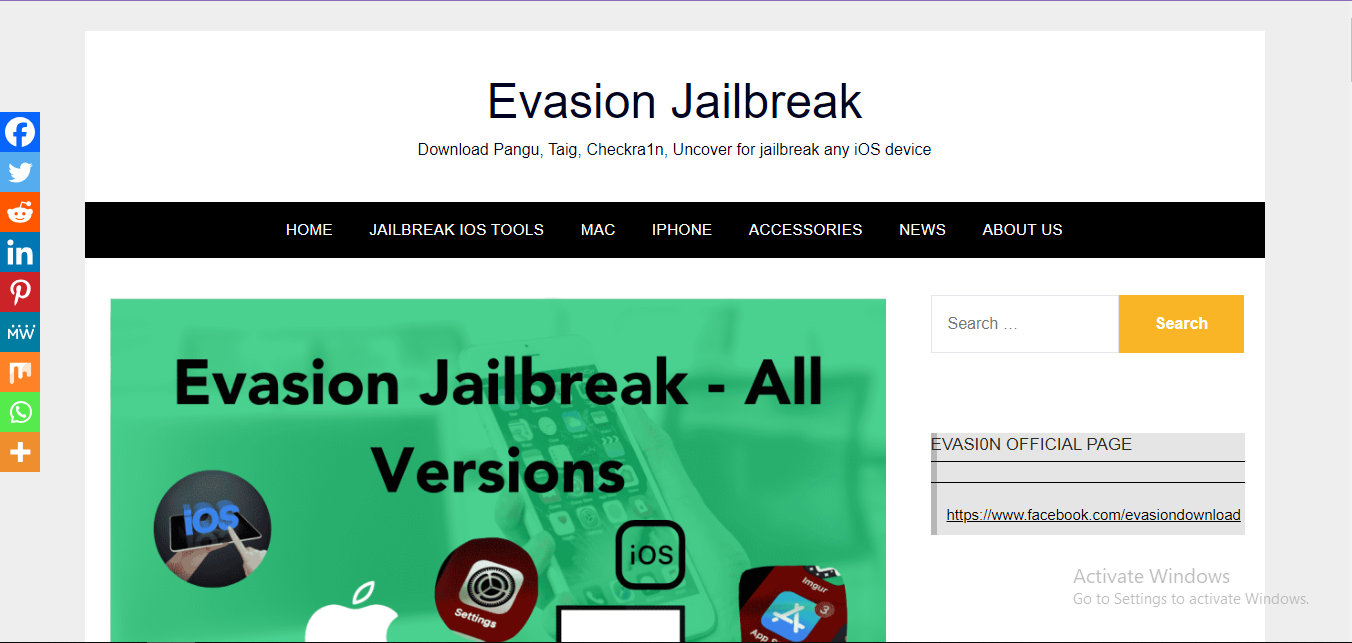 Evasion Jailbreak
Download Pangu, Taig, Checkra1n, Uncover for jailbreak any iOS device
HOME JAILBREAK IOS TOOLS MAC IPHONE ACCESSORIES NEWS ABOUT US
MW
Evasion Jailbreak - All
Versions
iOS
iOS
Settings
Imgur
3
App S
Search …
Search
EVASI0N OFFICIAL PAGE
https://www.facebook.com/evasiondownload
Activate Windows
Go to Settings to activate Windows.